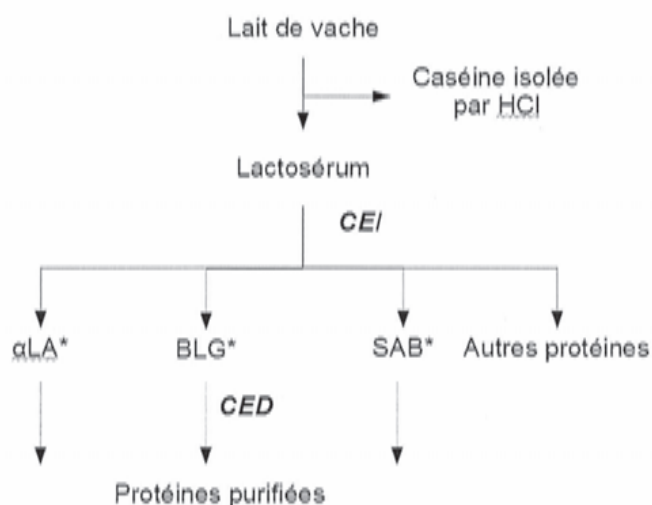 Lait de vache
Caséine isolée
par HCl
Lactosérum
CEI
αLA*
BLG*
SAB*
Autres protéines
CED
Protéines purifiées